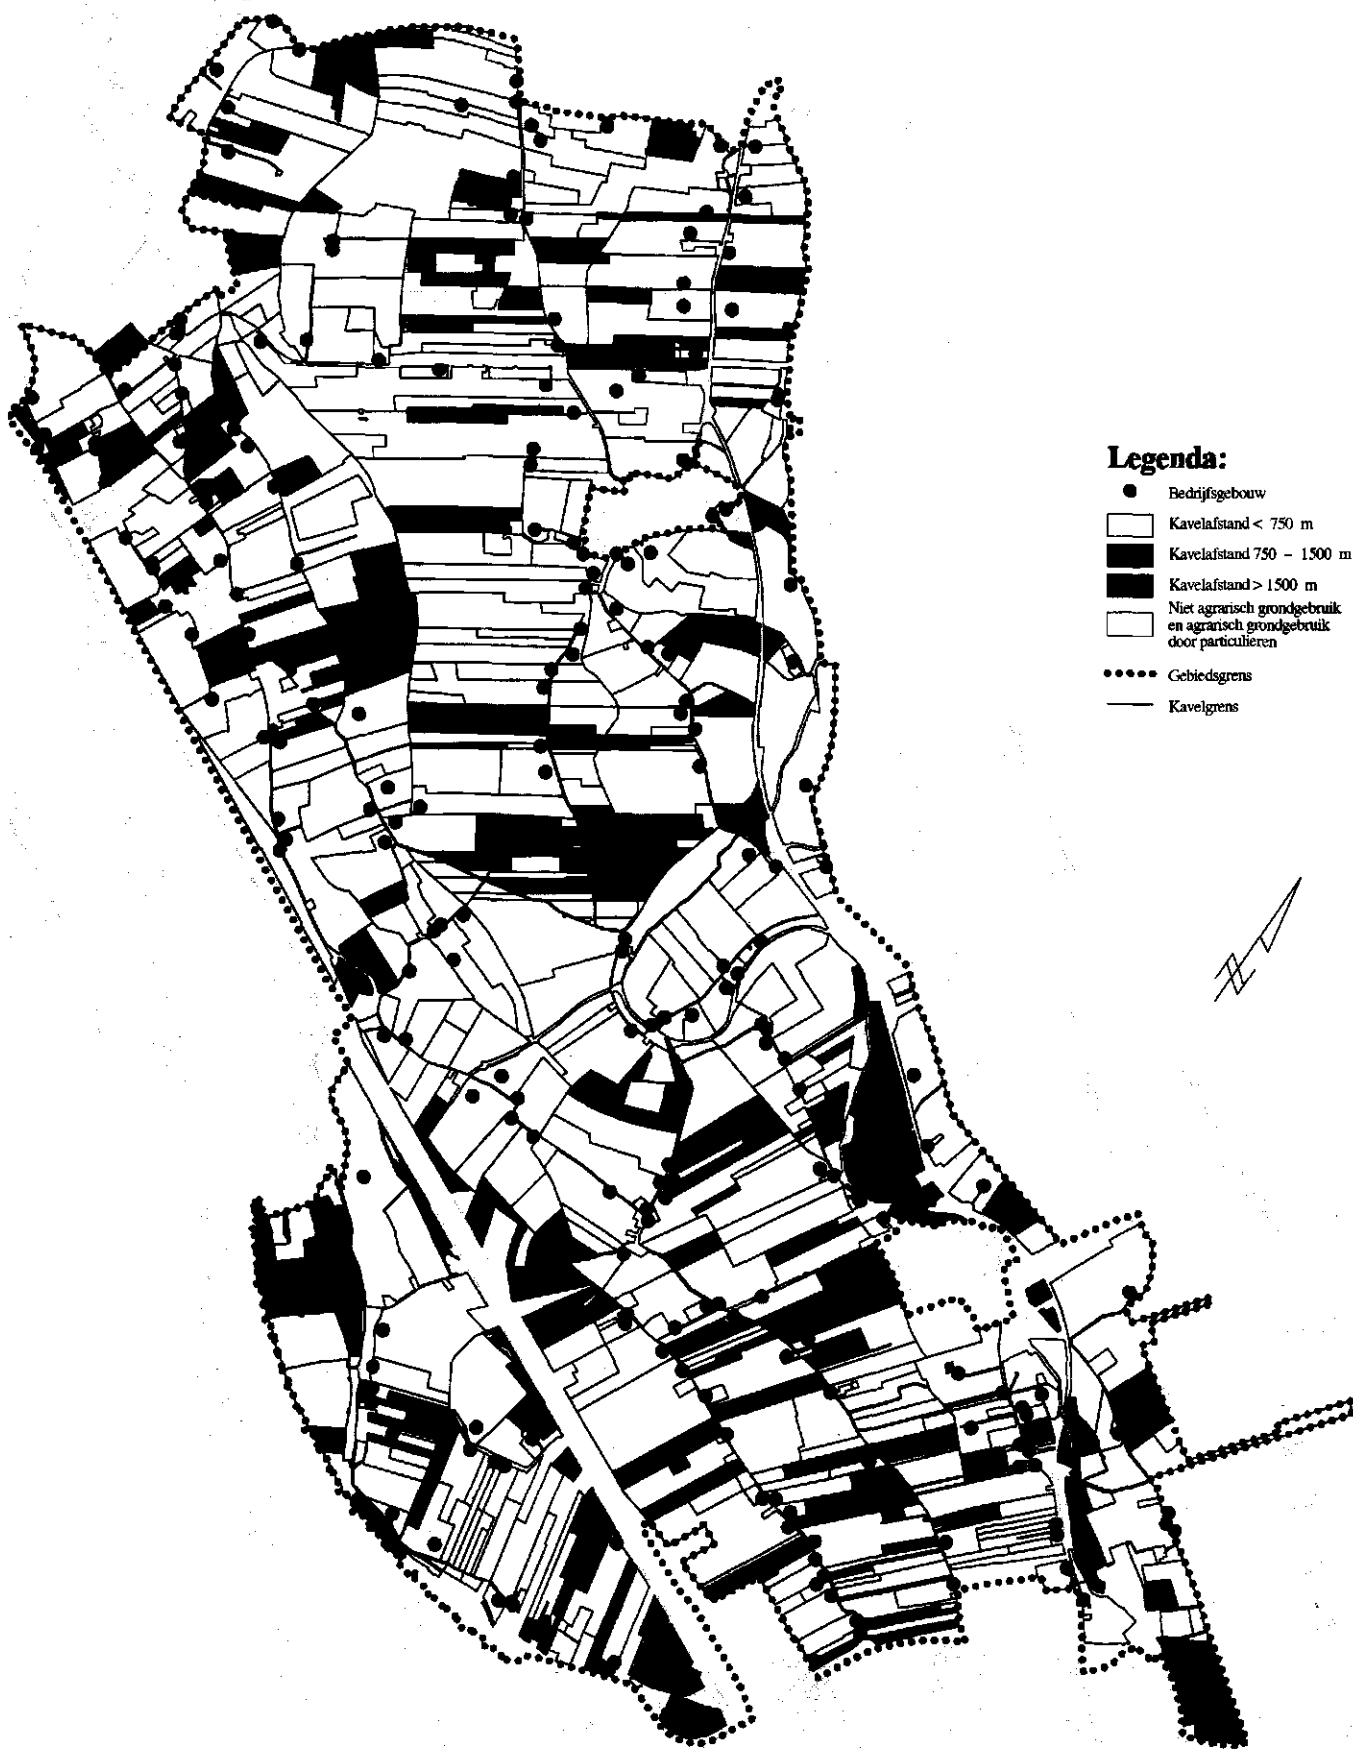 Legenda:
Bedrijfsgebouw
Kavelafstand < 750 m
Kavelafstand 750 – 1500 m
Kavelafstand > 1500 m
Niet agrarisch grondgebruik
en agrarisch grondgebruik
door particulieren
Gebiedsgrens
Kavelgrens